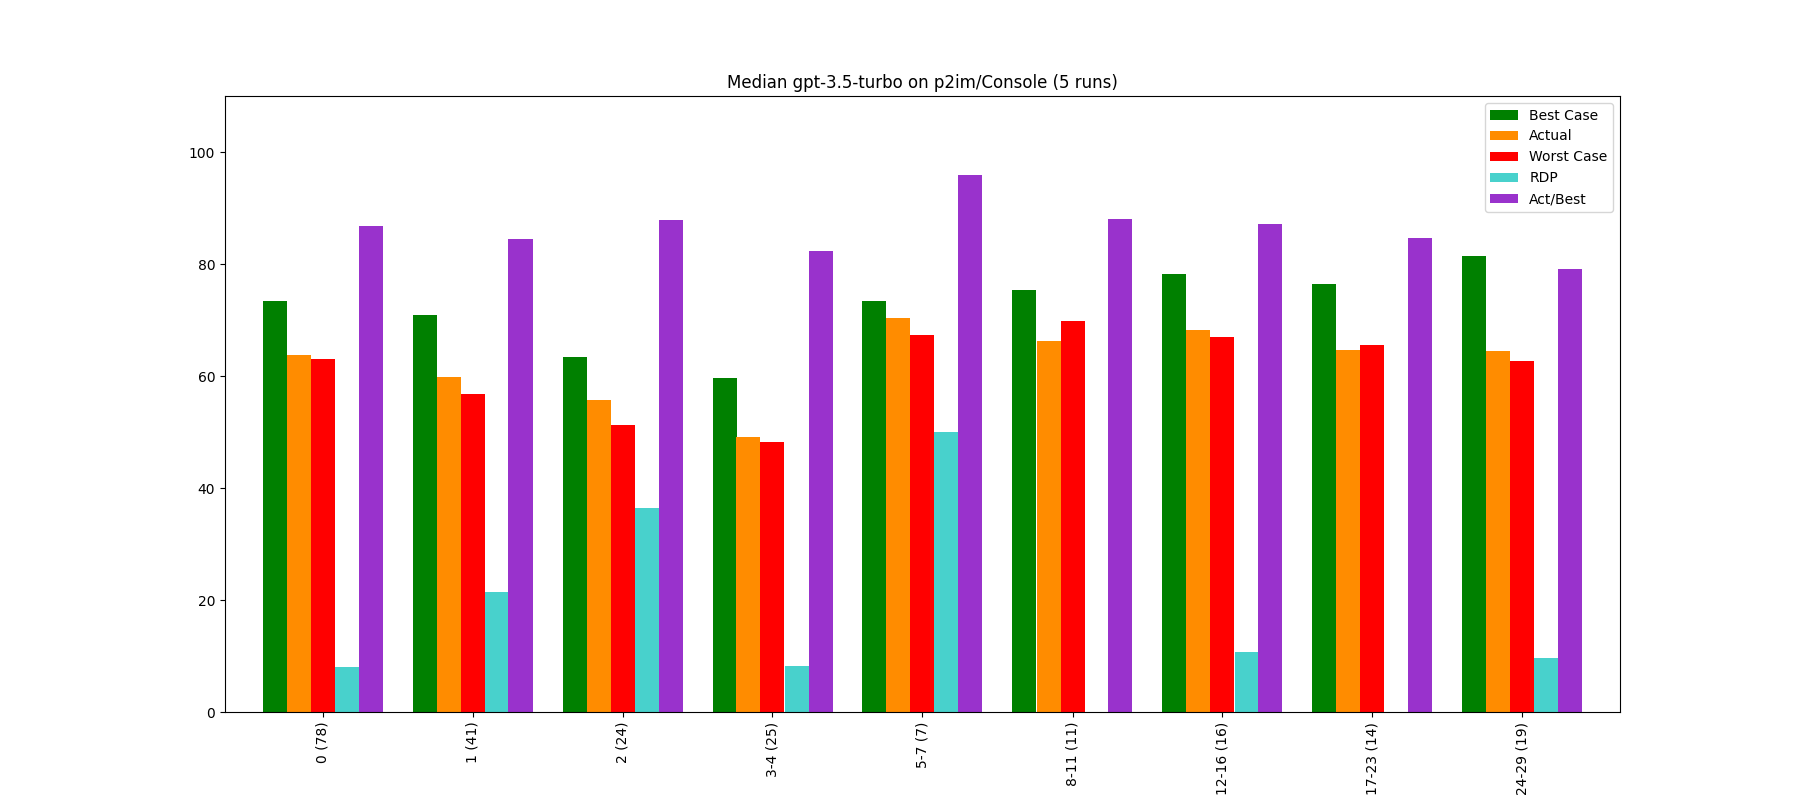 Median gpt-3.5-turbo on p2im/Console (5 runs)
Best Case
Actual
Worst Case
RDP
Act/Best
100
80
60
40
20
0
0 (78)
1 (41)
2 (24)
3-4 (25)
5-7 (7)
8-11 (11)
12-16 (16)
17-23 (14)
24-29 (19)